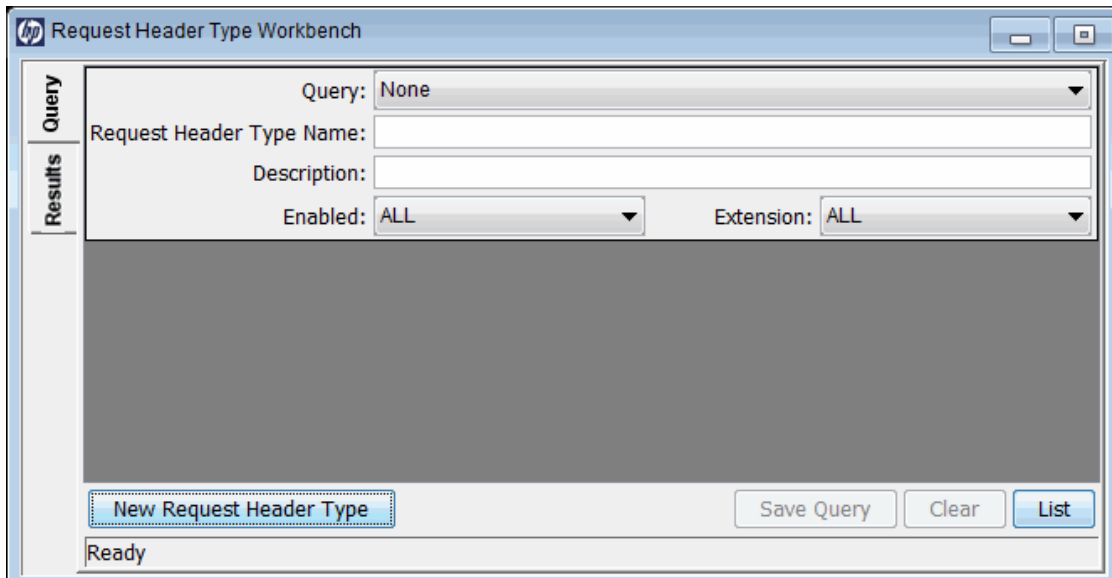 hp Request Header Type Workbench
Query
Results
Query: None
Request Header Type Name:
Description:
Enabled: ALL Extension: ALL
New Request Header Type Save Query Clear List
Ready